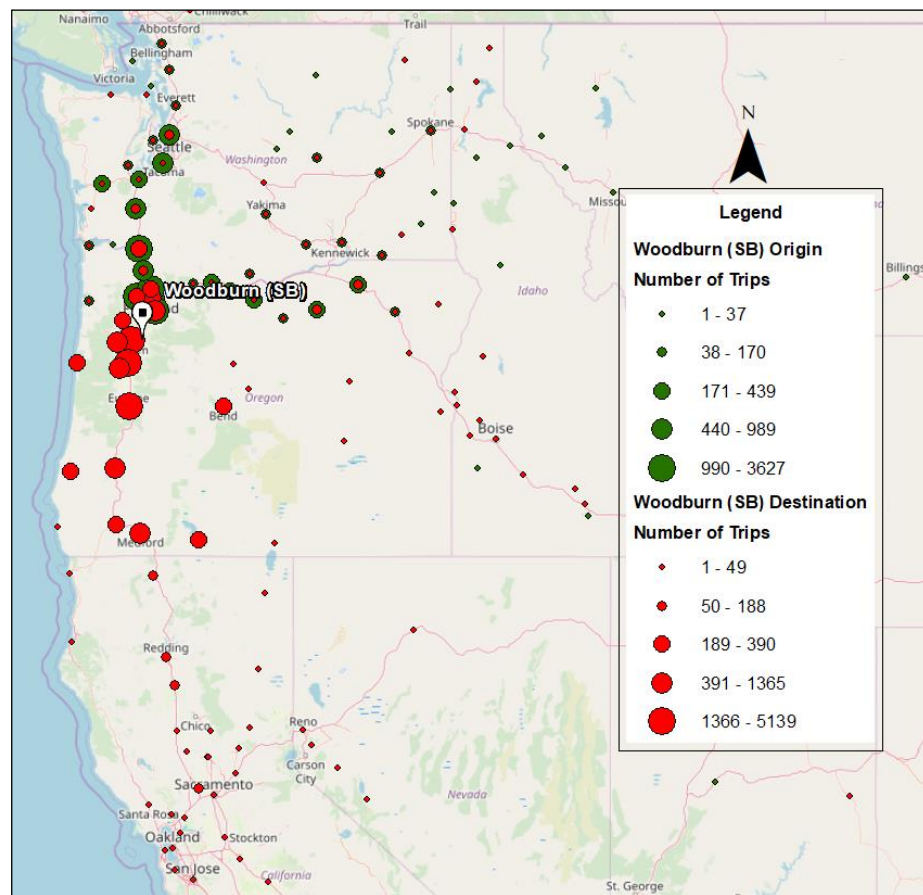 Nanaimo
Chilliwack
Trail
Abbotsford
Bellingham
Victoria
Everett
Spokane
Seattle
Washington
Tacoma
Yakima
Missou
Kennewick
Idaho
Billings
Woodburn (SB)
Oregon
Bend
Boise
Medford
Redding
Chico
Reno
Carson
City
Sacramento
Nevada
Santa Rosa
Oakland
Stockton
San Jose
California
St. George
N
Legend
Woodburn (SB) Origin
Number of Trips
1 - 37
38 - 170
171 - 439
440 - 989
990 - 3627
Woodburn (SB) Destination
Number of Trips
1 - 49
50 - 188
189 - 390
391 - 1365
1366 - 5139